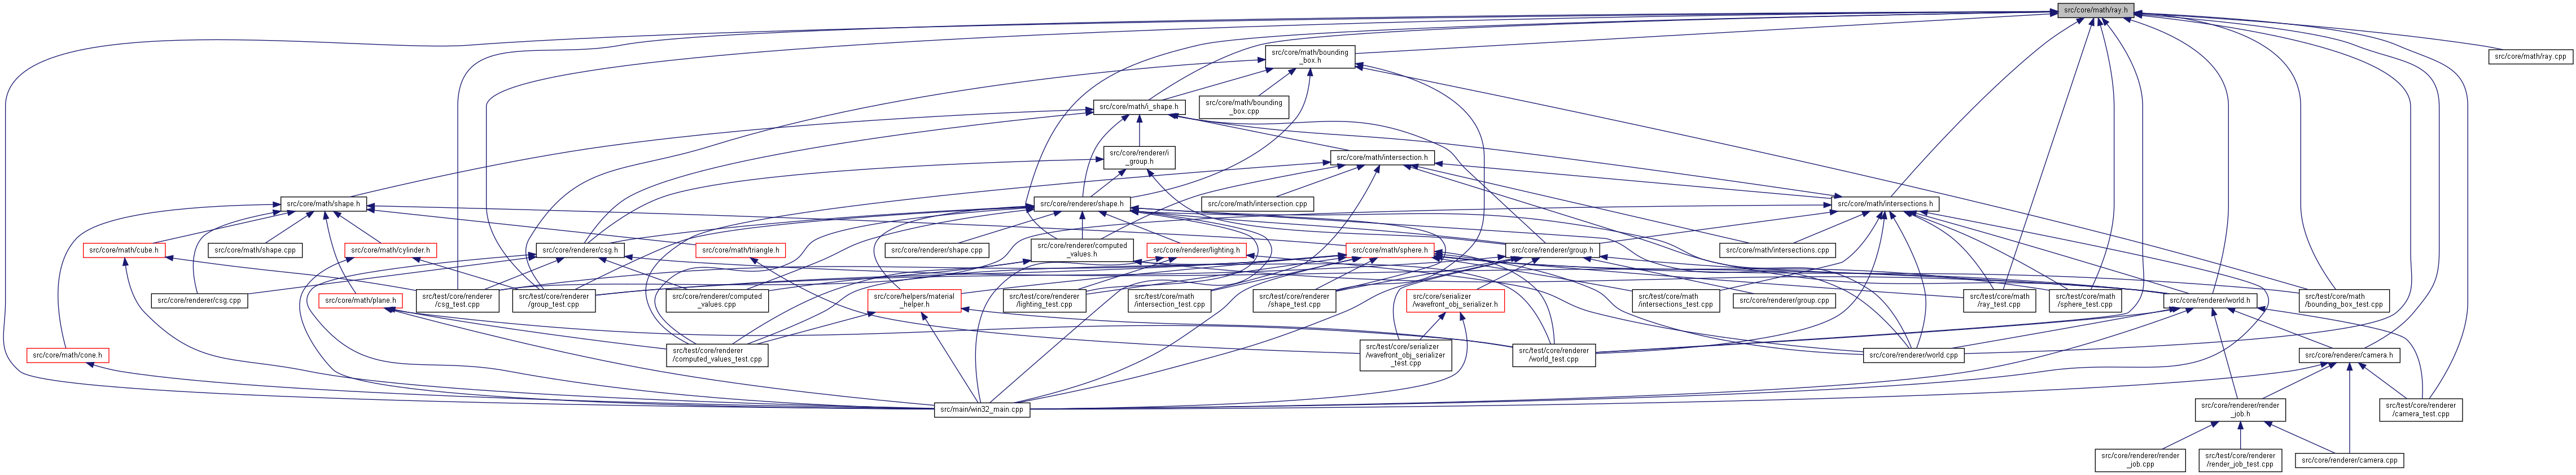 src/core/math/ray.h
src/core/math/bounding
_box.h
src/core/math/ray.cpp
src/core/math/i_shape.h
src/core/math/bounding
_box.cpp
src/core/renderer/i
_group.h
src/core/math/intersection.h
src/core/math/shape.h
src/core/renderer/shape.h
src/core/math/intersection.cpp
src/core/math/intersections.h
src/core/math/cube.h
src/core/math/shape.cpp
src/core/math/cylinder.h
src/core/renderer/csg.h
src/core/math/triangle.h
src/core/renderer/shape.cpp
src/core/renderer/computed
_values.h
src/core/renderer/lighting.h
src/core/math/sphere.h
src/core/renderer/group.h
src/core/math/intersections.cpp
src/core/renderer/csg.cpp
src/core/math/plane.h
src/test/core/renderer
/csg_test.cpp
src/test/core/renderer
/group_test.cpp
src/core/renderer/computed
_values.cpp
src/core/helpers/material
_helper.h
src/test/core/renderer
/lighting_test.cpp
src/test/core/math
/intersection_test.cpp
src/test/core/renderer
/shape_test.cpp
src/core/serializer
/wavefront_obj_serializer.h
src/test/core/math
/intersections_test.cpp
src/core/renderer/group.cpp
src/test/core/math
/ray_test.cpp
src/test/core/math
/sphere_test.cpp
src/core/renderer/world.h
src/test/core/math
/bounding_box_test.cpp
src/core/math/cone.h
src/test/core/renderer
/computed_values_test.cpp
src/test/core/serializer
/wavefront_obj_serializer
_test.cpp
src/test/core/renderer
/world_test.cpp
src/core/renderer/world.cpp
src/core/renderer/camera.h
src/main/win32_main.cpp
src/core/renderer/render
_job.h
src/test/core/renderer
/camera_test.cpp
src/core/renderer/render
_job.cpp
src/test/core/renderer
/render_job_test.cpp
src/core/renderer/camera.cpp